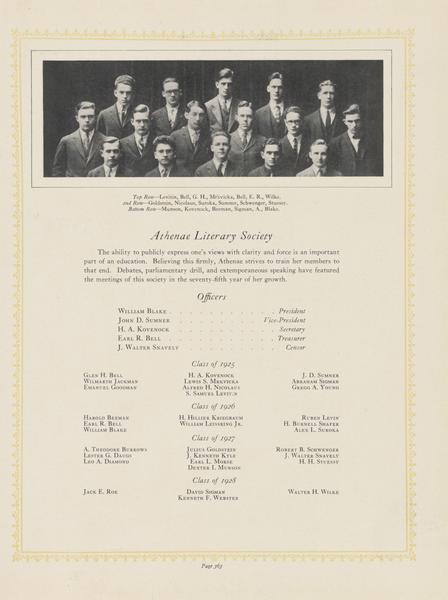 Top Row—Levitin, Bell, G. H., Mrkvicka, Bell, E. R., Wilke.
2nd Row—Goldstein, Nicolaus, Suroka, Sumner, Schwenger, Stuessy.
Bottom Row—Munson, Kovenock, Beeman, Sigman, A., Blake.
Athenae Literary Society
The ability to publicly express one's views with clarity and force is an important
part of an education. Believing this firmly, Athenae strives to train her members to
that end. Debates, parliamentary drill, and extemporaneous speaking have featured
the meetings of this society in the seventy-fifth year of her growth.
Officers
William Blake . . . . . . . . . . President
John D. Sumner . . . . . . . . Vice-President
H. A. Kovenock . . . . . . . . . Secretary
Earl R. Bell . . . . . . . . . . Treasurer
J. Walter Snavely . . . . . . . . . Censor
Class of 1925
Glen H. Bell H. A. Kovenock J. D. Sumner
Wilmarth Jackman Lewis S. Mrkvicka Abraham Sigman
Emanuel Goodman Alfred H. Nicolaus Gregg A. Young
S. Samuel Levitin
Class of 1926
Harold Beeman H. Hillier Kriegbaum Ruben Levin
Earl R. Bell William Leissring Jr. H. Burnell Shafer
William Blake Alex L. Suroka
Class of 1927
A. Theodore Burrows Julius Goldstein Robert B. Schwenger
Lester G. Daugs J. Kenneth Kyle J. Walter Snavely
Leo A. Diamond Earl L. Morse H. H. Stuessy
Dexter I. Munson
Class of 1928
Jack E. Roe David Sigman Walter H. Wilke
Kenneth F. Webster
Page 363